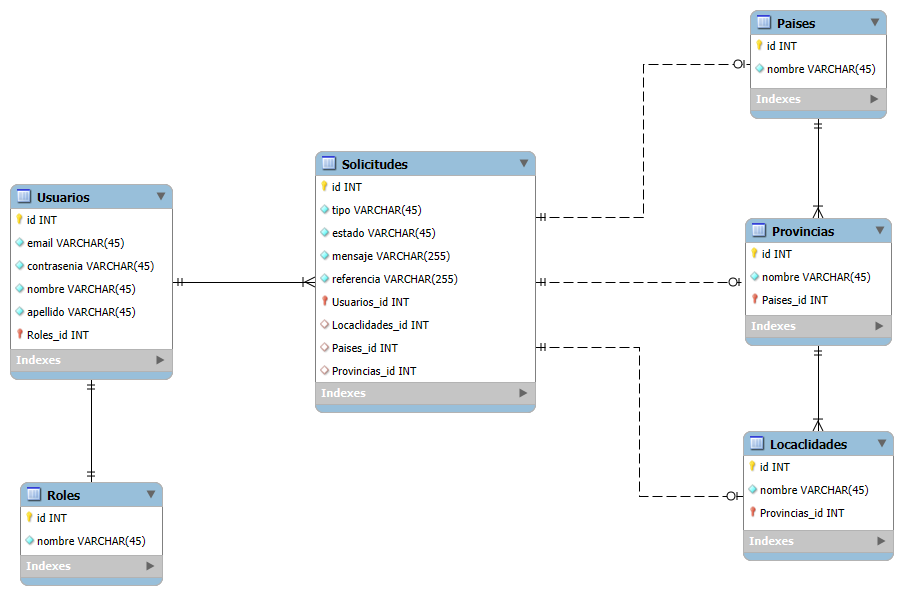 Usuarios
id INT
email VARCHAR(45)
contrasenia VARCHAR(45)
nombre VARCHAR(45)
apellido VARCHAR(45)
Roles_id INT
Indexes
Roles
id INT
nombre VARCHAR(45)
Indexes
Solicitudes
id INT
tipo VARCHAR(45)
estado VARCHAR(45)
mensaje VARCHAR(255)
referencia VARCHAR(255)
Usuarios_id INT
Locaclidades_id INT
Paises_id INT
Provincias_id INT
Indexes
Paises
id INT
nombre VARCHAR(45)
Indexes
Provincias
id INT
nombre VARCHAR(45)
Paises_id INT
Indexes
Locaclidades
id INT
nombre VARCHAR(45)
Provincias_id INT
Indexes